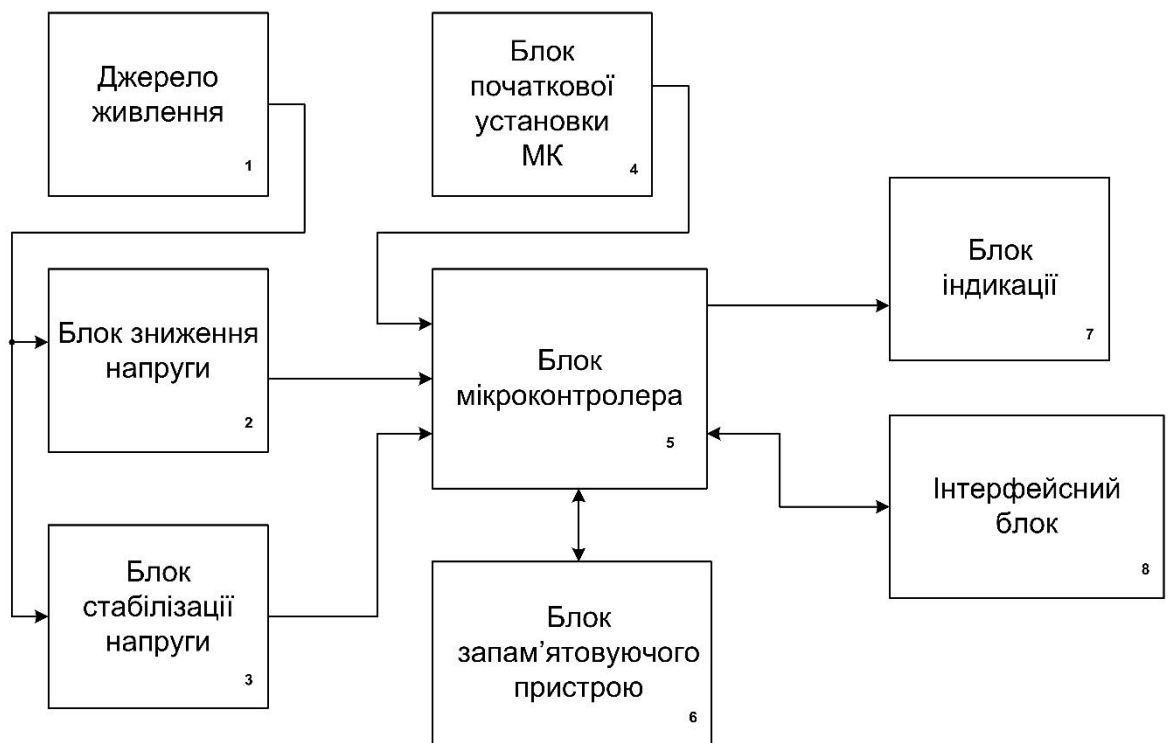 Джерело
живлення
1
Блок
початкової
установки
МК
4
Блок зниження
напруги
2
Блок
мікроконтролера
5
Блок
індикації
7
Блок
стабілізації
напруги
3
Блок
запам’ятовуючого
пристрою
6
Інтерфейсний
блок
8